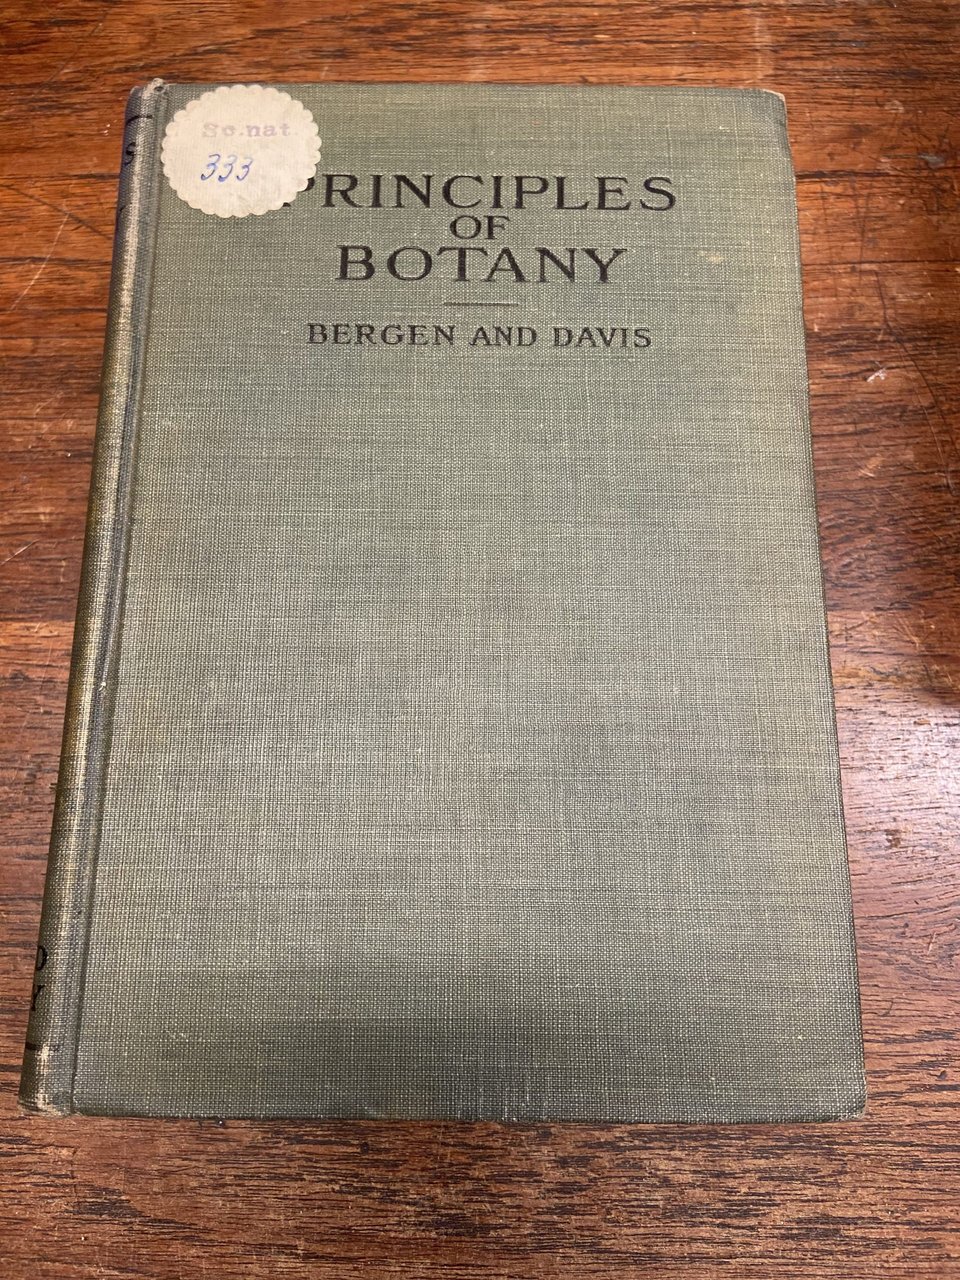 Sc.nat.
333
PRINCIPLES
OF
BOTANY
BERGEN AND DAVIS